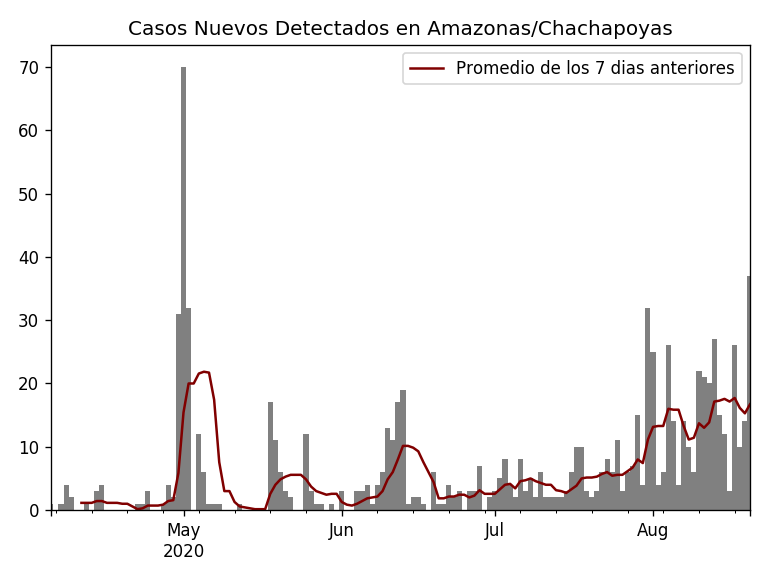 Casos Nuevos Detectados en Amazonas/Chachapoyas
Promedio de los 7 dias anteriores
70
60
50
40
30
20
10
0
May
2020
Jun
Jul
Aug